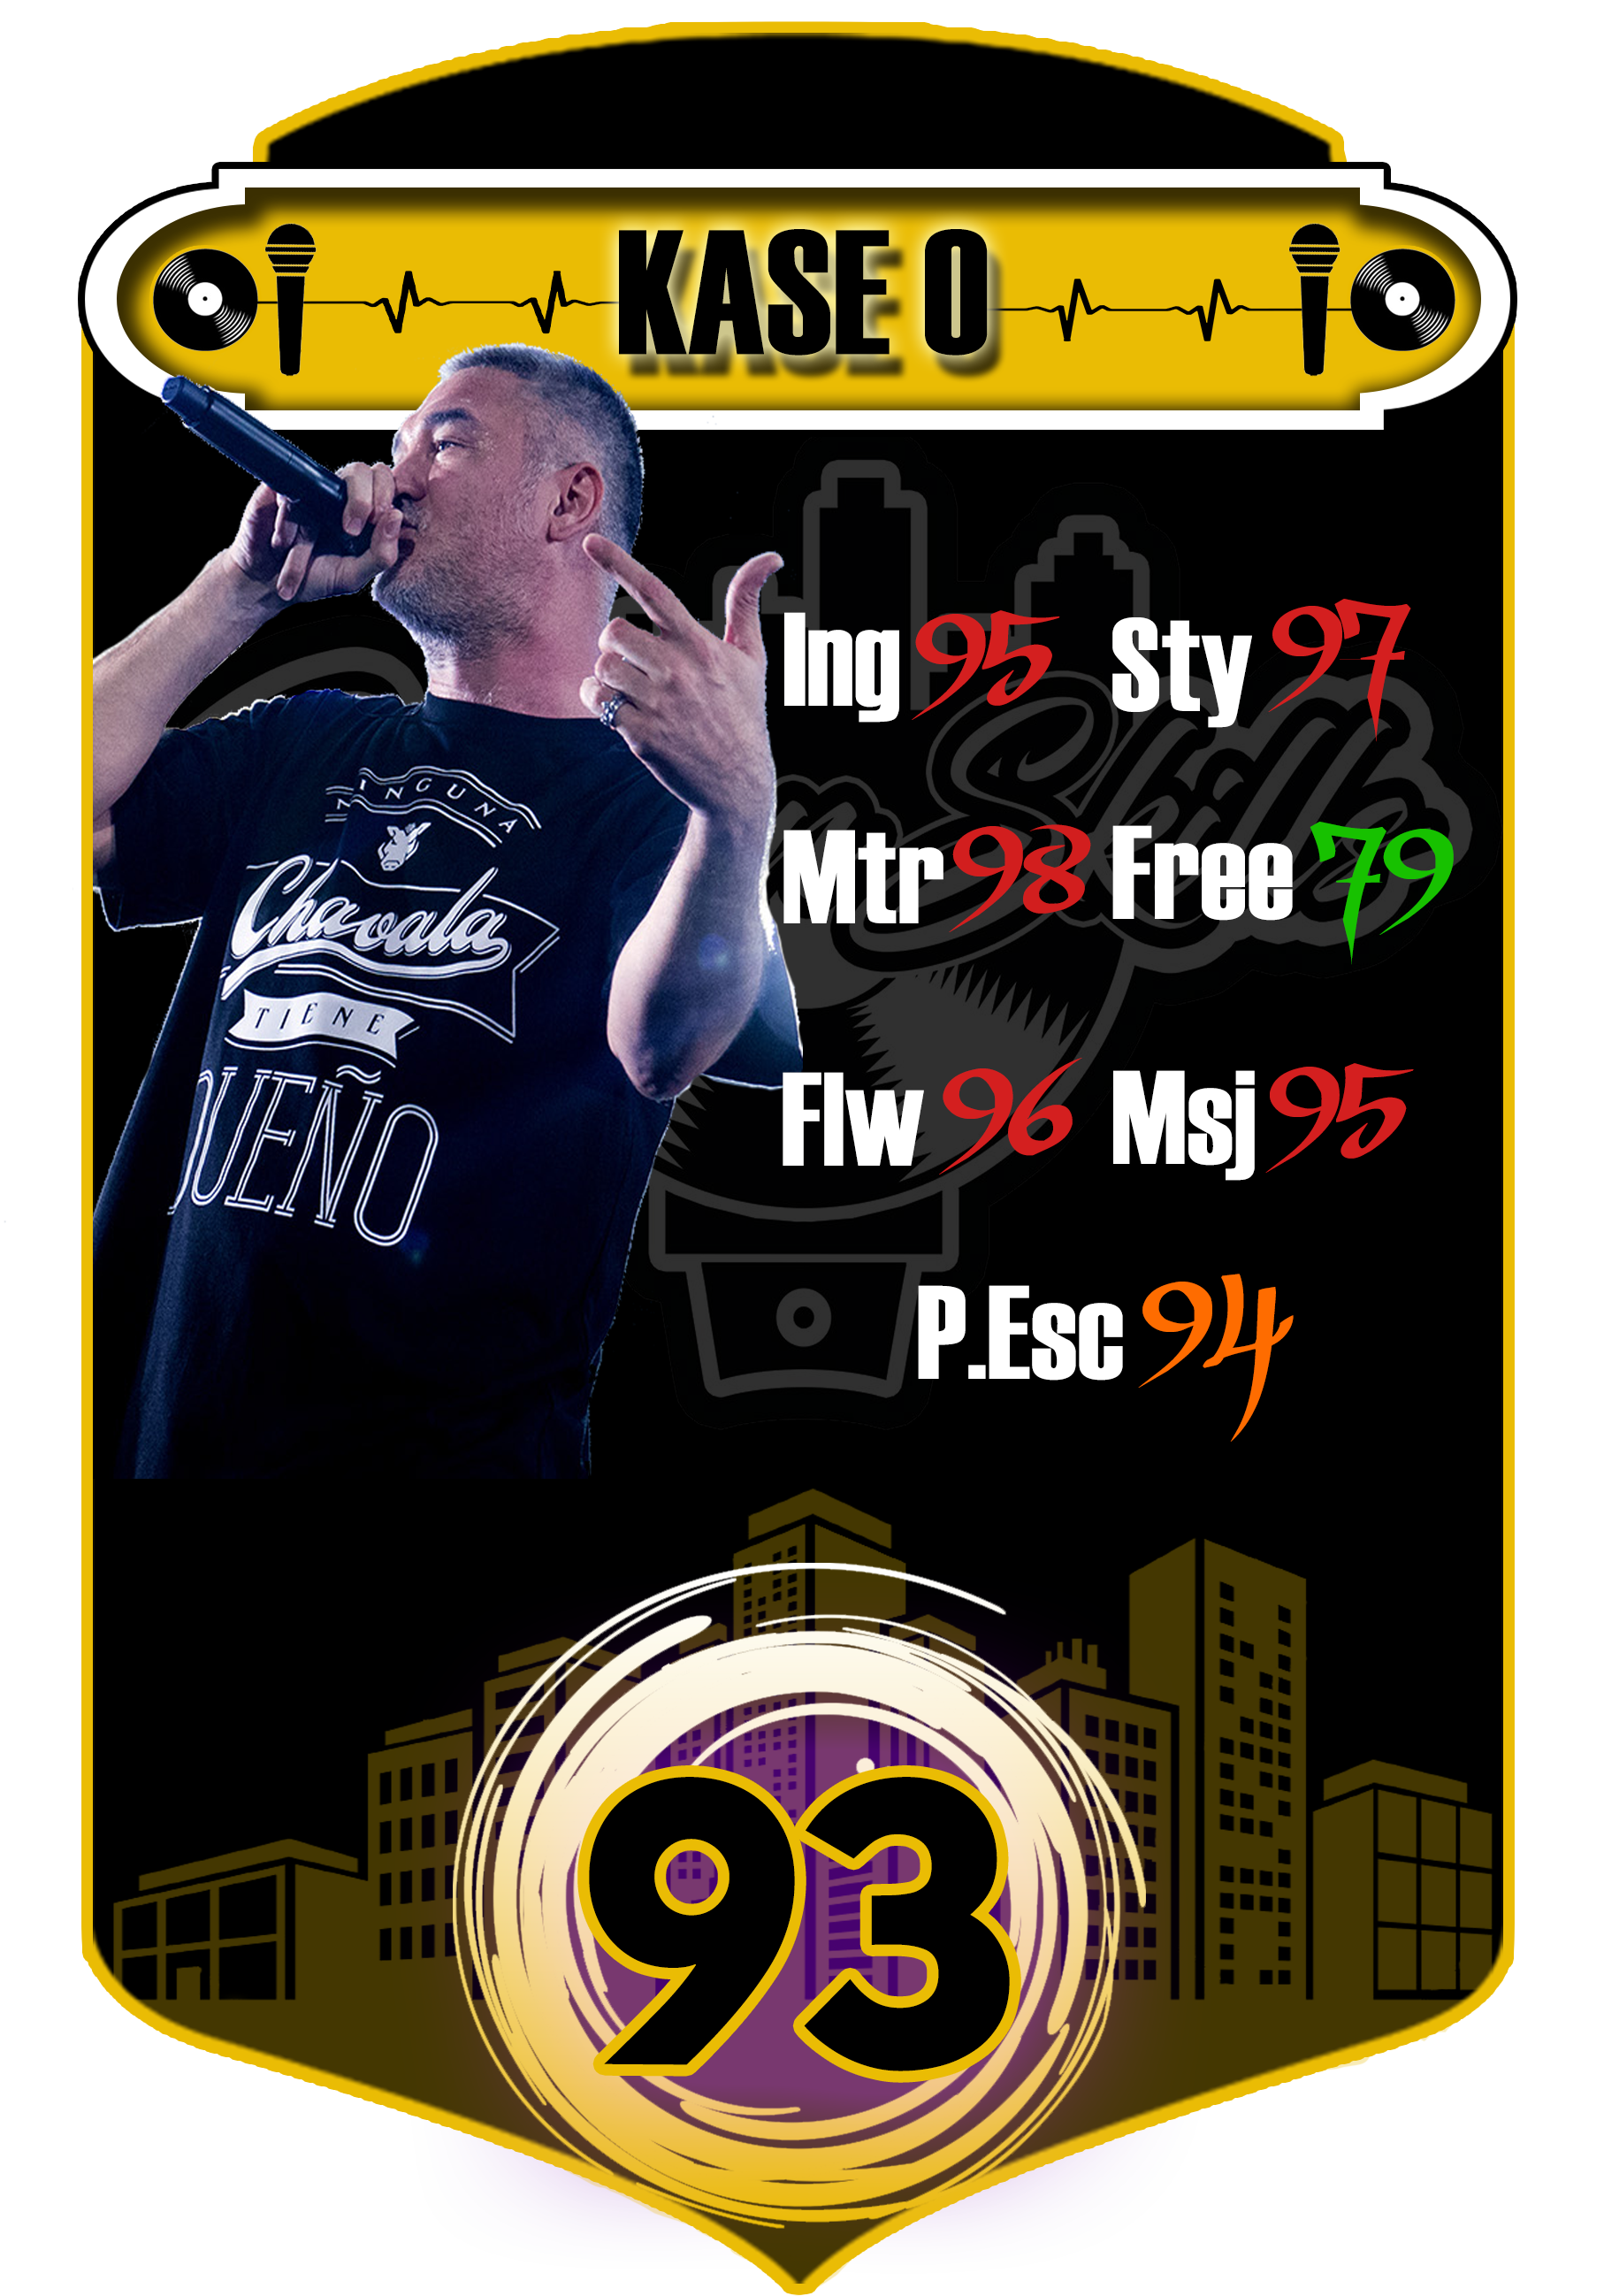 KASE O
Ing 95 Sty 97
Mtr 98 Free 79
Flw 96 Msj 95
P.Esc 94
NINGUNA
Chavala
TIENE
DUEÑO
Skills
93